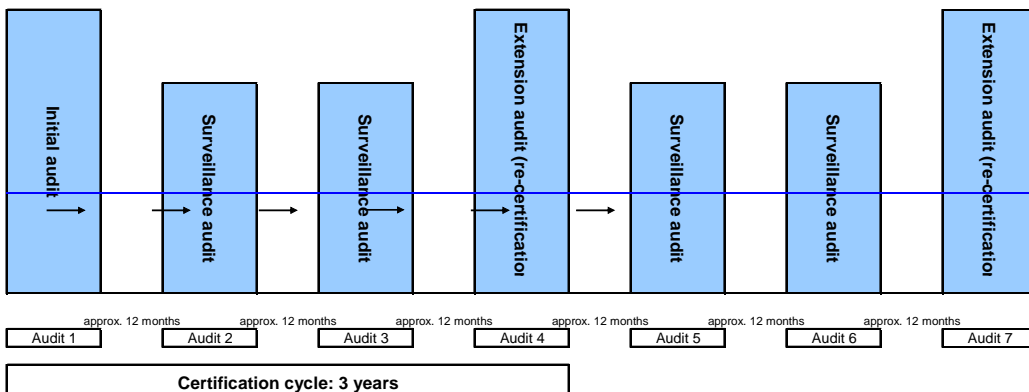 Initial audit
Surveillance audit
Surveillance audit
Extension audit (re-certification
Surveillance audit
Surveillance audit
Extension audit (re-certification
approx. 12 months
approx. 12 months
approx. 12 months
approx. 12 months
approx. 12 months
approx. 12 months
Audit 1
Audit 2
Audit 3
Audit 4
Audit 5
Audit 6
Audit 7
Certification cycle: 3 years